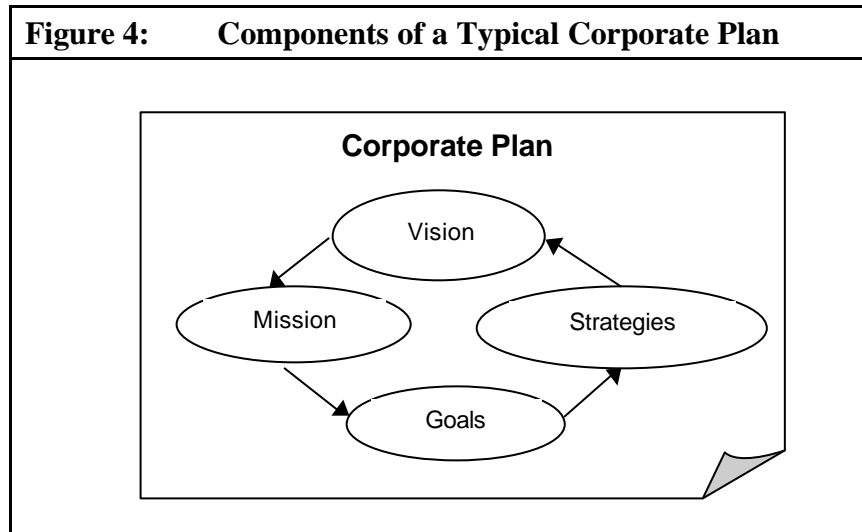 Figure 4: Components of a Typical Corporate Plan
Corporate Plan
Vision
Mission
Strategies
Goals